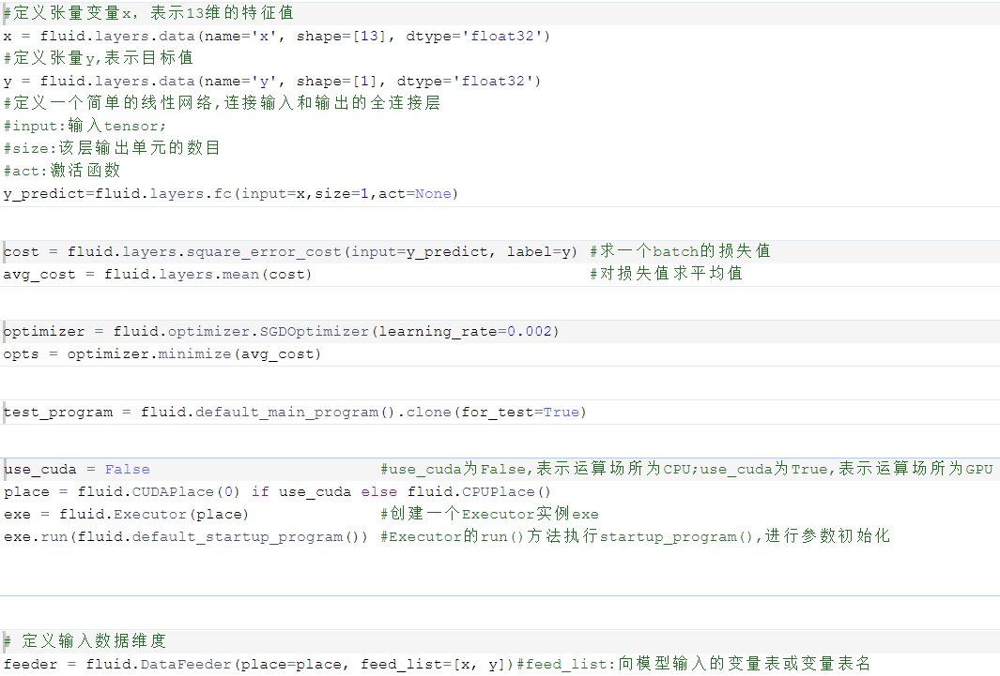 #定义张量变量x，表示13维的特征值
x = fluid.layers.data(name='x', shape=[13], dtype='float32')
#定义张量y,表示目标值
y = fluid.layers.data(name='y', shape=[1], dtype='float32')
#定义一个简单的线性网络,连接输入和输出的全连接层
#input:输入tensor;
#size:该层输出单元的数目
#act:激活函数
y_predict=fluid.layers.fc(input=x,size=1,act=None)
cost = fluid.layers.square_error_cost(input=y_predict, label=y) #求一个batch的损失值
avg_cost = fluid.layers.mean(cost)                              #对损失值求平均值
optimizer = fluid.optimizer.SGDOptimizer(learning_rate=0.002)
opts = optimizer.minimize(avg_cost)
test_program = fluid.default_main_program().clone(for_test=True)
use_cuda = False                         #use_cuda为False,表示运算场所为CPU;use_cuda为True,表示运算场所为GPU
place = fluid.CUDAPlace(0) if use_cuda else fluid.CPUPlace()
exe = fluid.Executor(place)              #创建一个Executor实例exe
exe.run(fluid.default_startup_program()) #Executor的run()方法执行startup_program(),进行参数初始化
# 定义输入数据维度
feeder = fluid.DataFeeder(place=place, feed_list=[x, y])#feed_list:向模型输入的变量表或变量表名